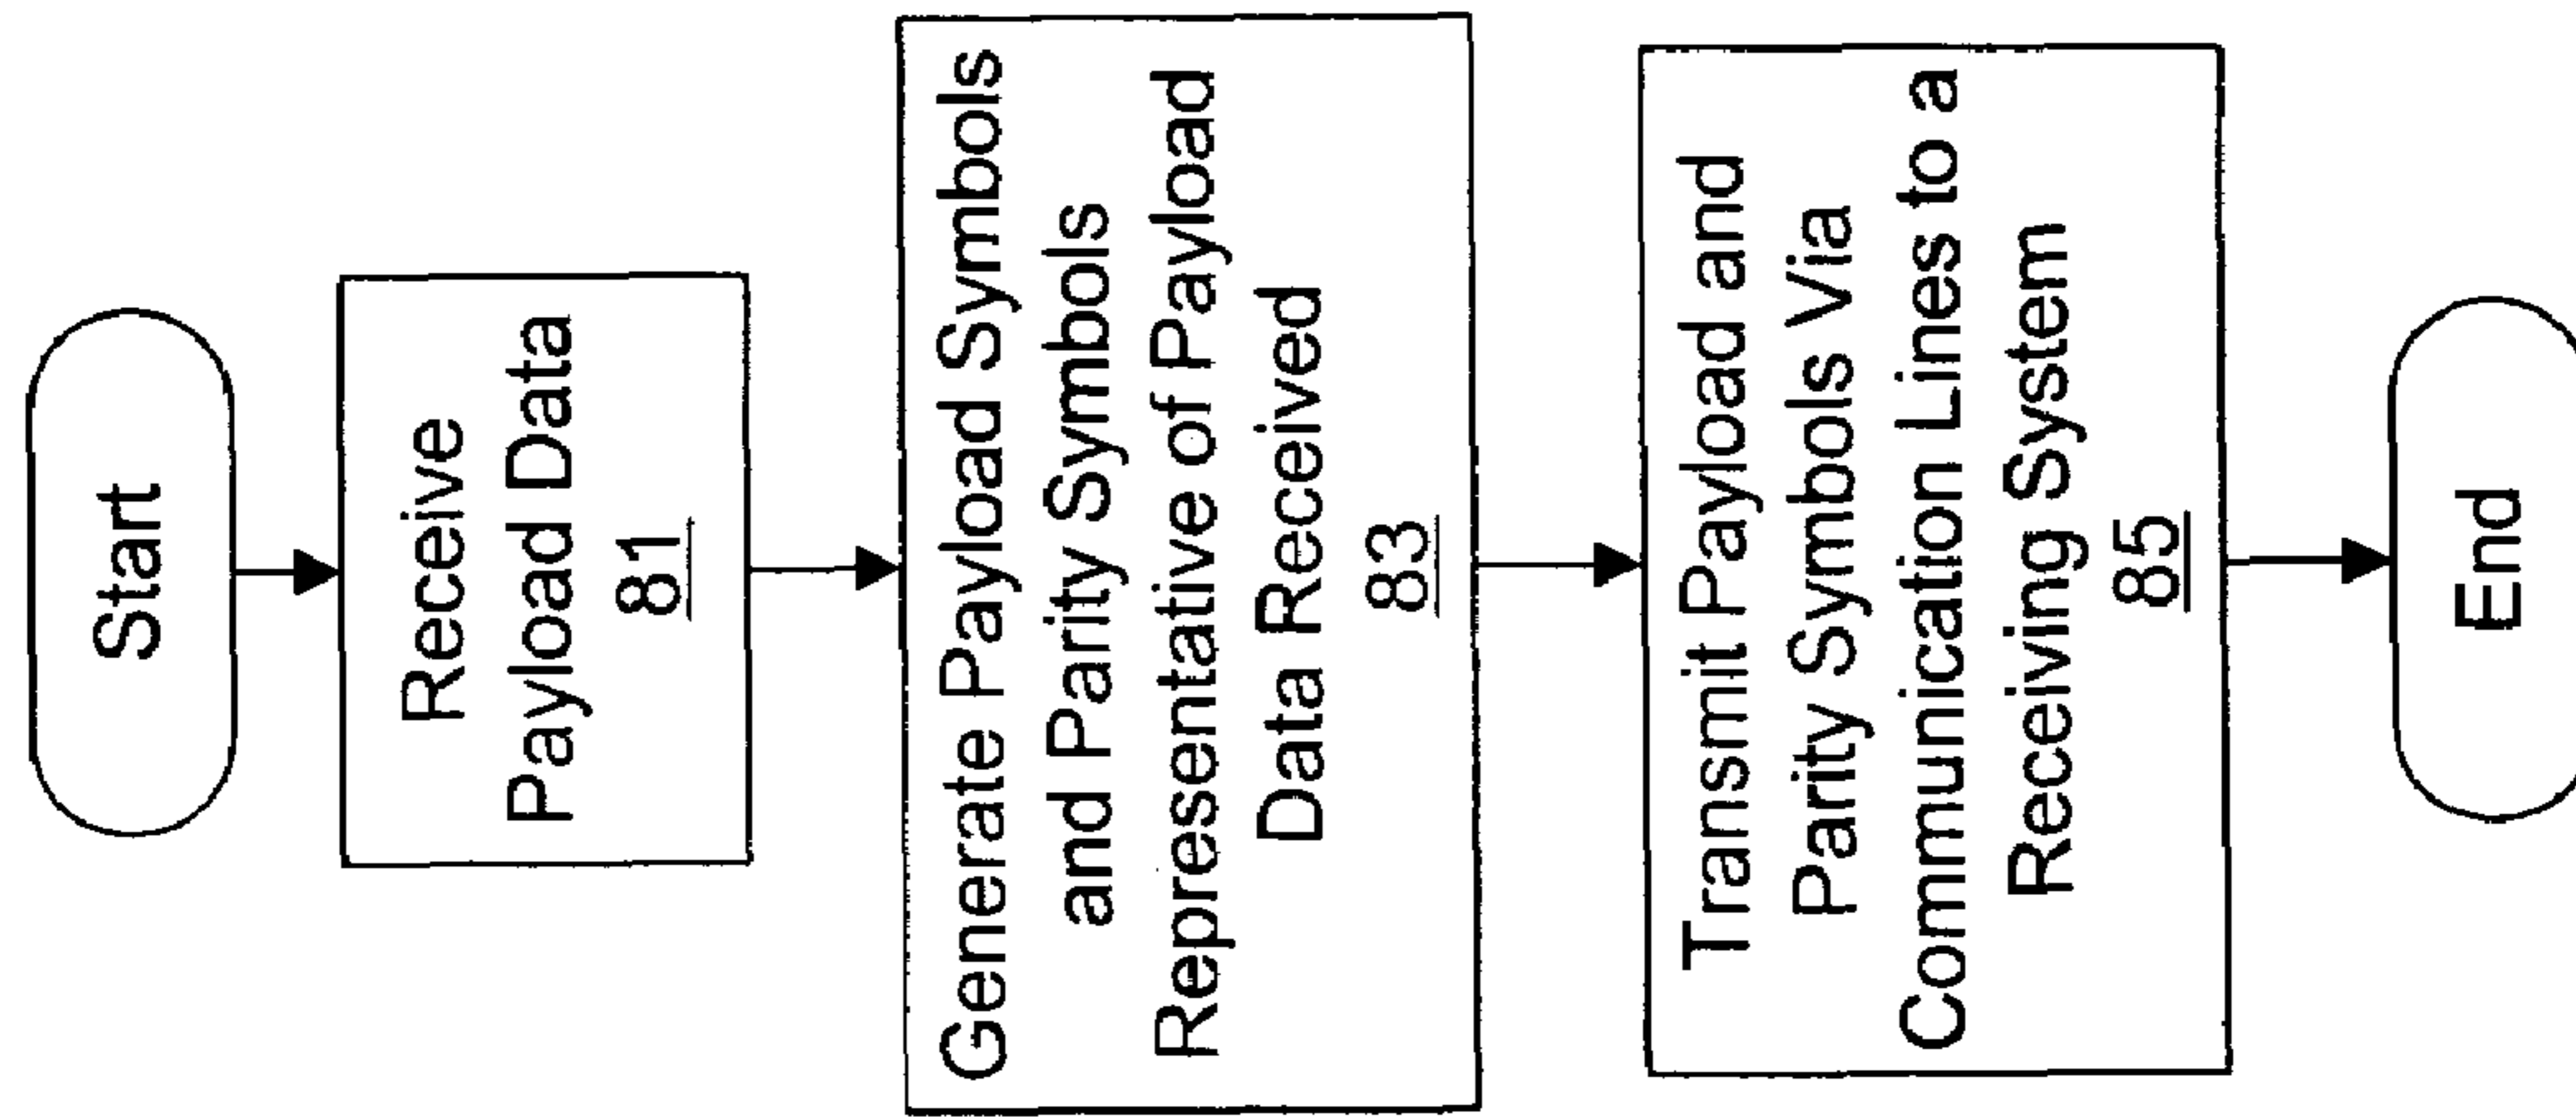 Start
Receive
Payload Data
81
Generate Payload Symbols
and Parity Symbols
Representative of Payload
Data Received
83
Transmit Payload and
Parity Symbols Via
Communication Lines to a
Receiving System
85
End